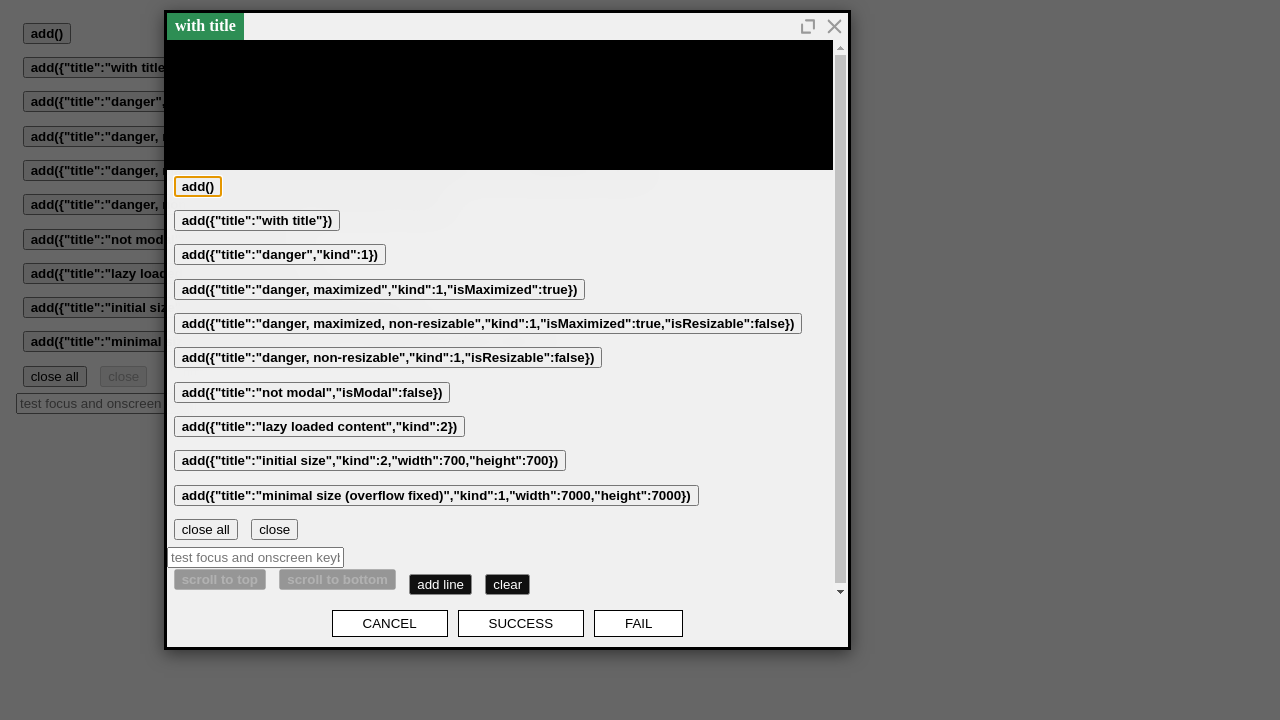 with title
add()
add({"title":"with title"})
add({"title":"danger","kind":1})
add({"title":"danger, maximized","kind":1,"isMaximized":true})
add({"title":"danger, maximized, non-resizable","kind":1,"isMaximized":true,"isResizable":false})
add({"title":"danger, non-resizable","kind":1,"isResizable":false})
add({"title":"not modal","isModal":false})
add({"title":"lazy loaded content","kind":2})
add({"title":"initial size","kind":2,"width":700,"height":700})
add({"title":"minimal size (overflow fixed)","kind":1,"width":7000,"height":7000})
close all close
test focus and onscreen keyb
scroll to top scroll to bottom add line clear
CANCEL SUCCESS FAIL
add()
add({"title":"with title
add({"title":"danger",
add({"title":"danger,
add({"title":"danger,
add({"title":"danger,
add({"title":"not mod
add({"title":"lazy load
add({"title":"initial siz
add({"title":"minimal
close all close
test focus and onscreen